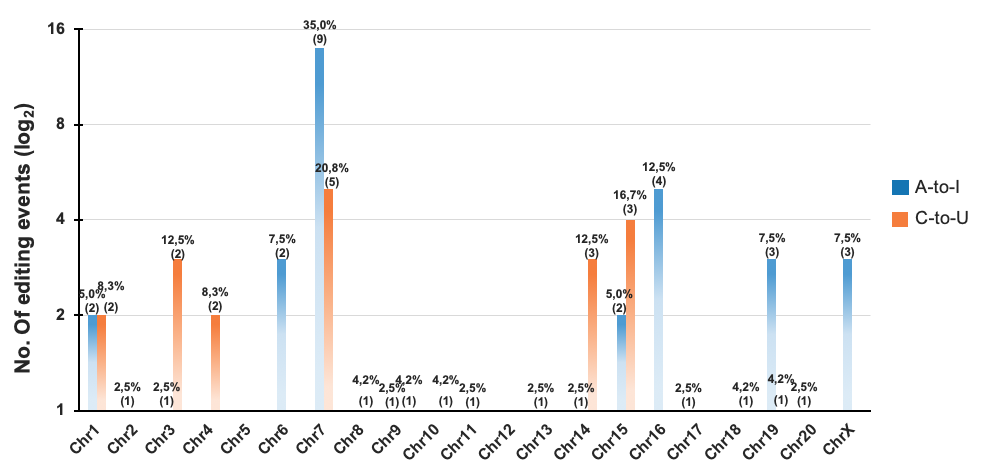 35,0%
(9)
16
8
4
2
1
No. Of editing events (log2)
5,0%
(2)
8,3%
(2)
2,5%
(1)
2,5%
(1)
12,5%
(2)
8,3%
(2)
7,5%
(2)
20,8%
(5)
4,2%
(1)
2,5%
(1)
4,2%
(1)
4,2%
(1)
2,5%
(1)
2,5%
(1)
2,5%
(1)
12,5%
(3)
5,0%
(2)
16,7%
(3)
12,5%
(4)
2,5%
(1)
4,2%
(1)
7,5%
(3)
4,2%
(1)
2,5%
(1)
7,5%
(3)
A-to-I
C-to-U
Chr1
Chr2
Chr3
Chr4
Chr5
Chr6
Chr7
Chr8
Chr9
Chr10
Chr11
Chr12
Chr13
Chr14
Chr15
Chr16
Chr17
Chr18
Chr19
Chr20
ChrX